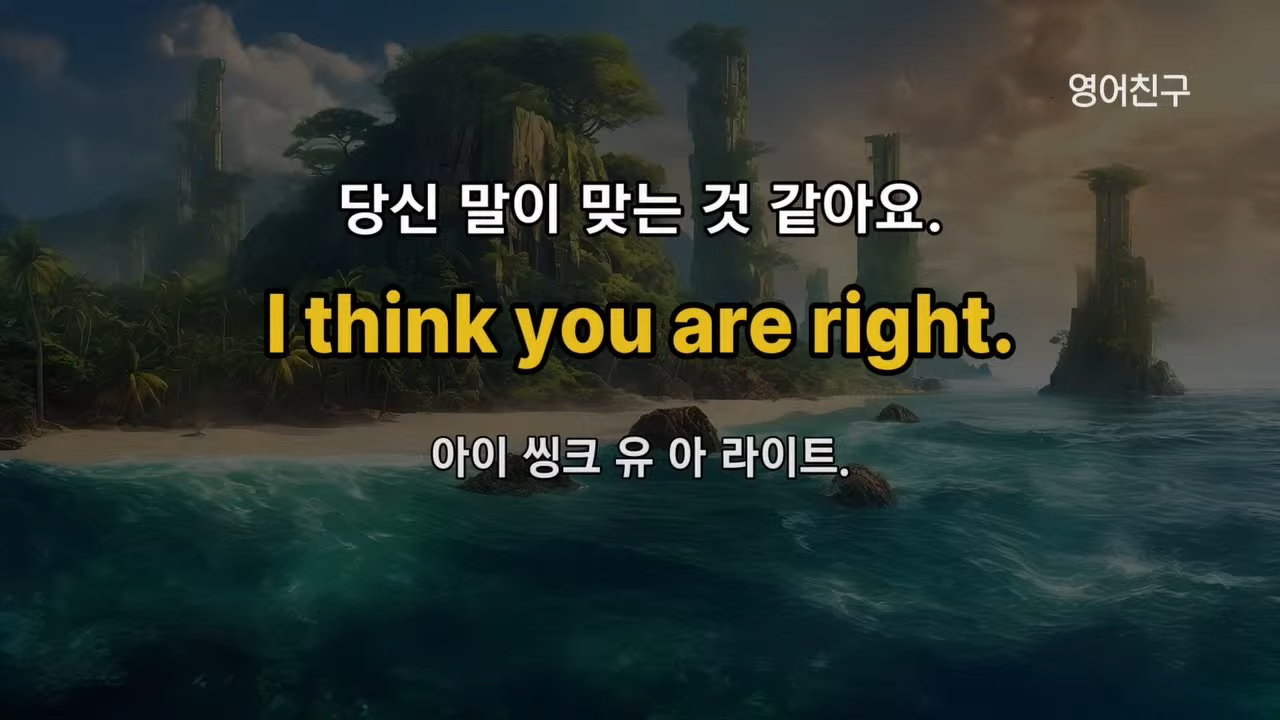 영어친구
당신 말이 맞는 것 같아요.
I think you are right.
아이 씽크 유 아 라이트.